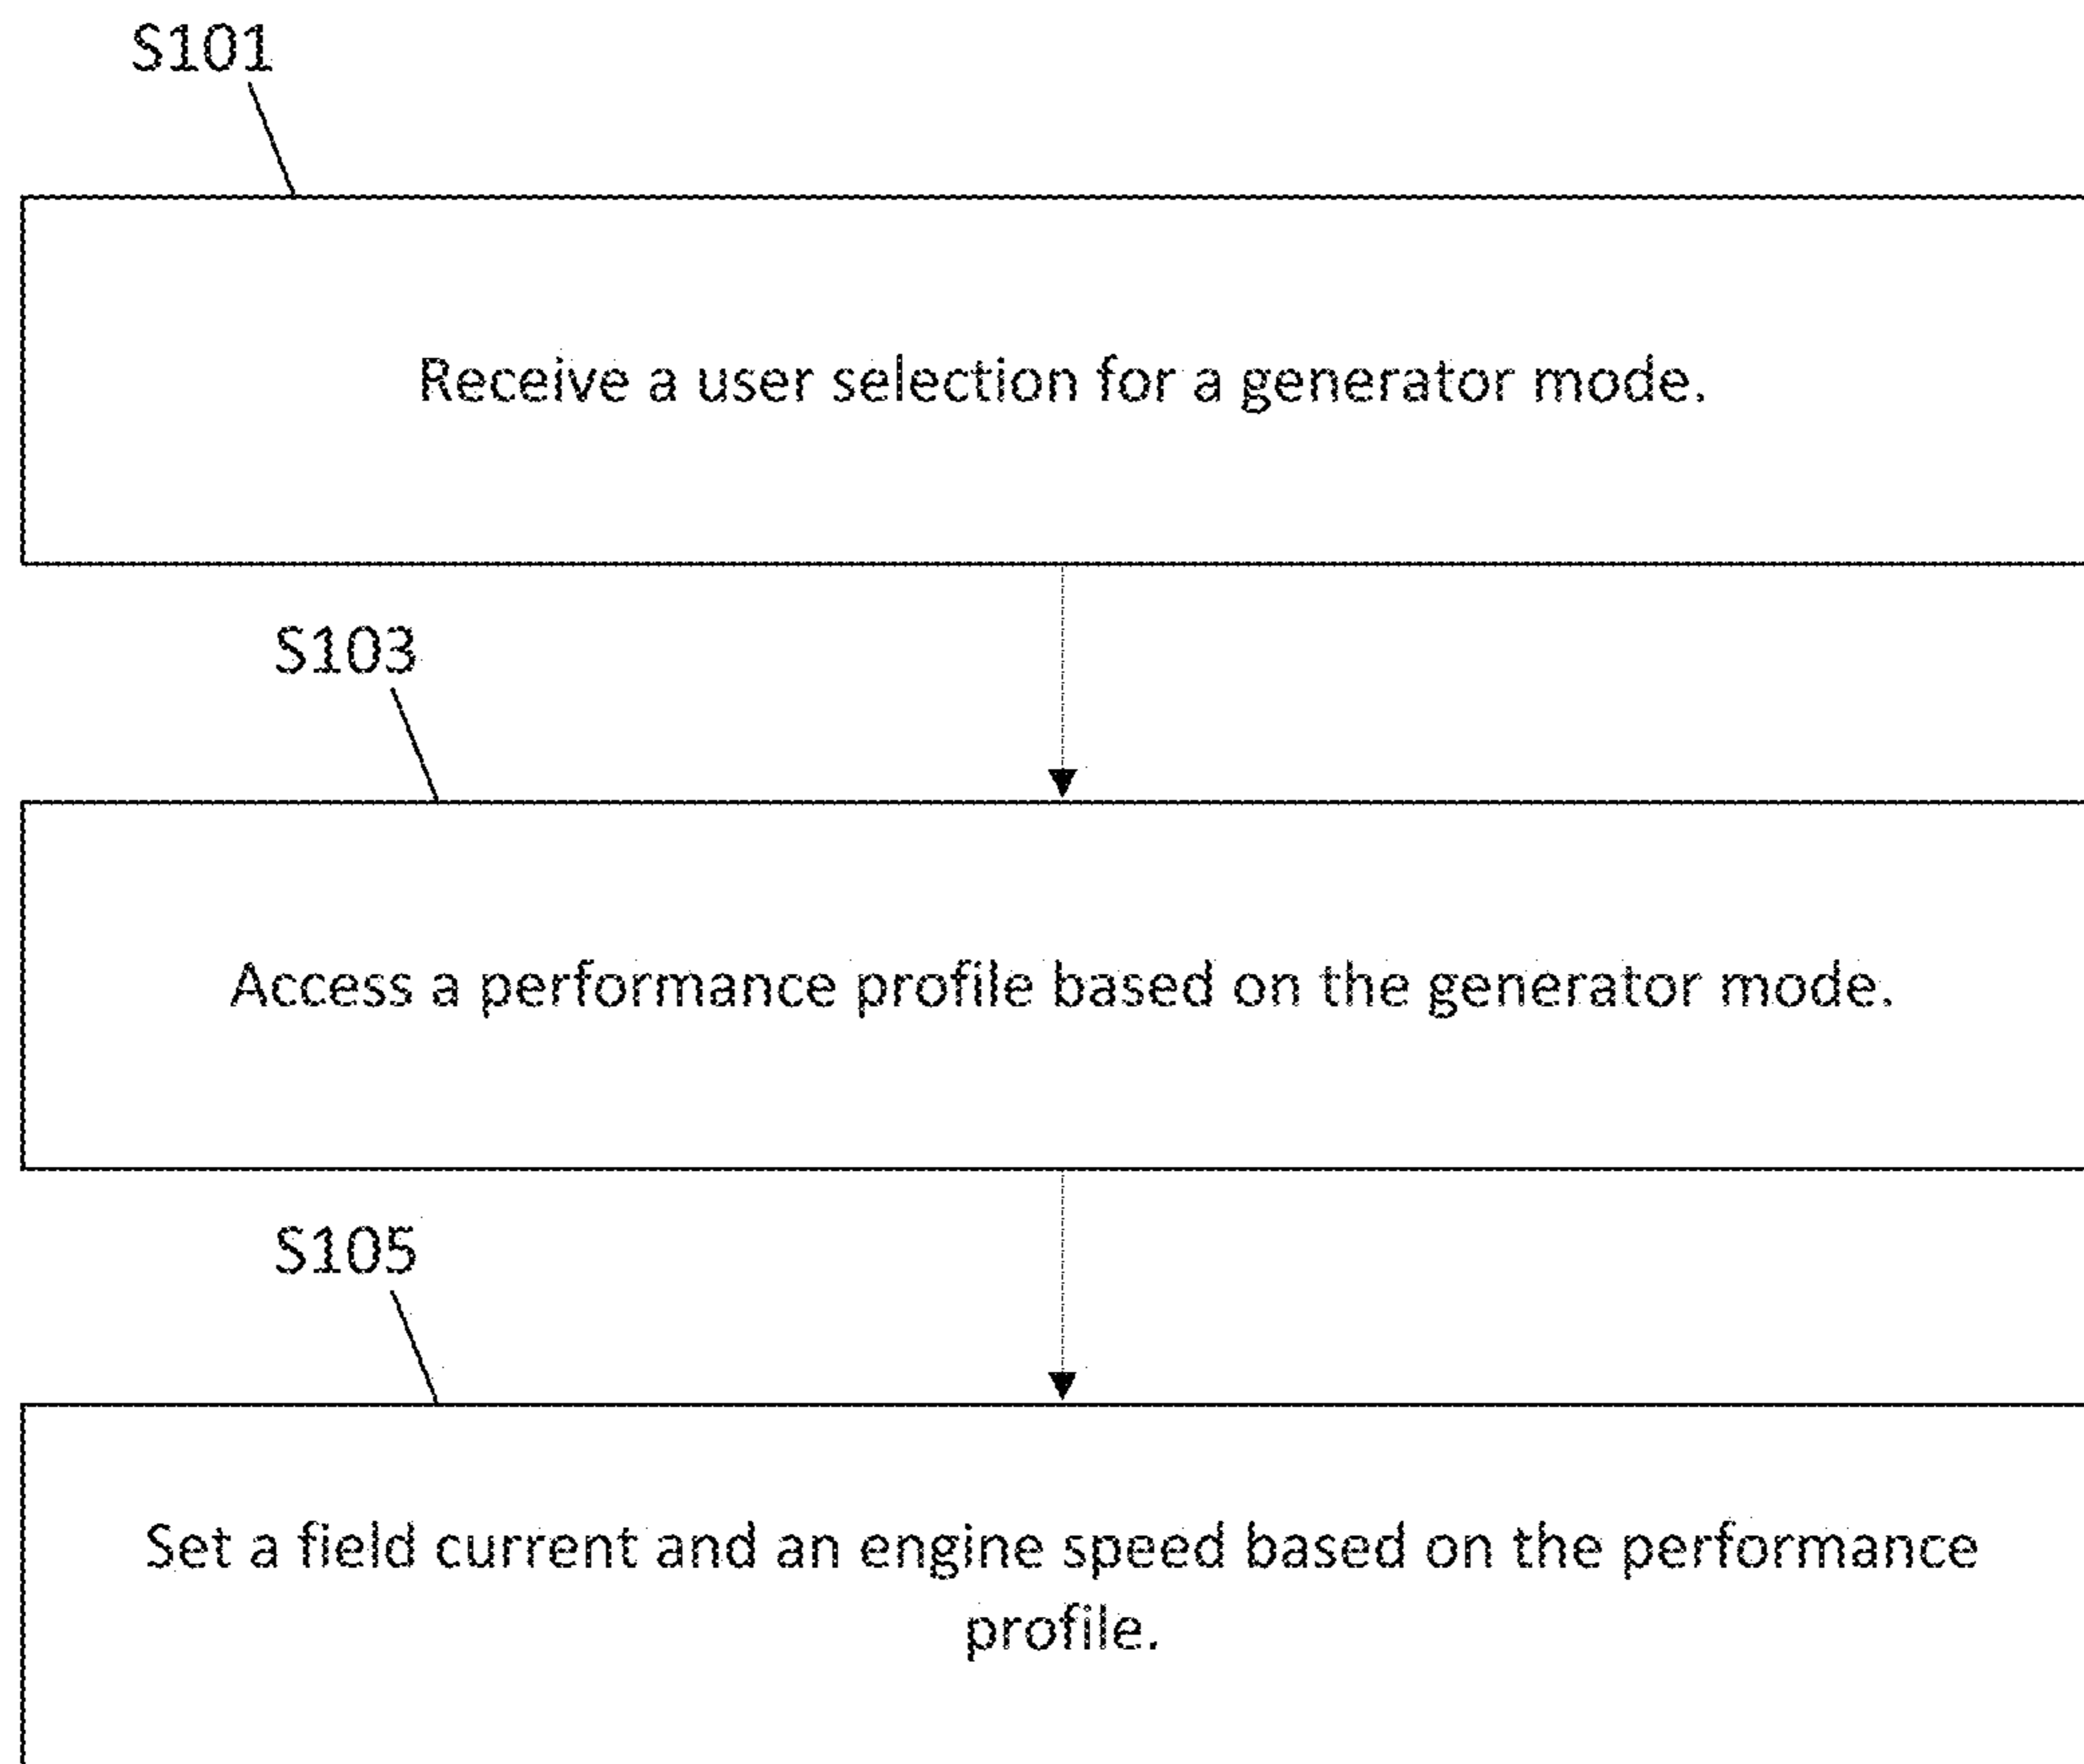 S101
Receive a user selection for a generator mode.
S103
Access a performance profile based on the generator mode.
S105
Set a field current and an engine speed based on the performance
profile.